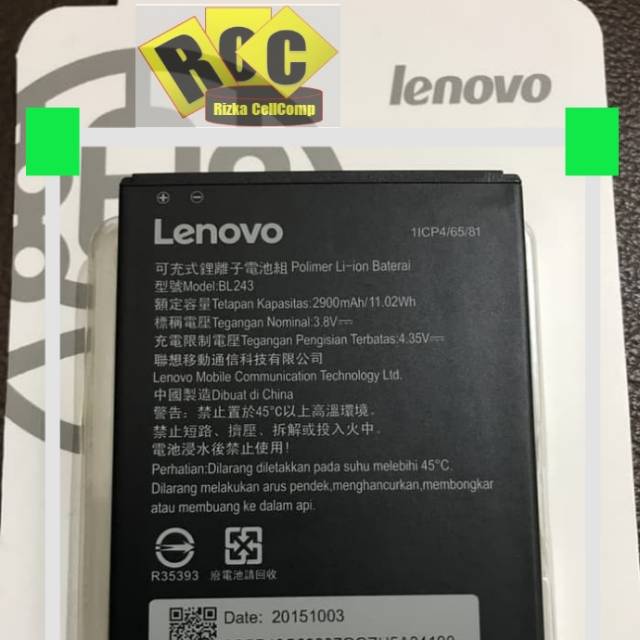 RCC
Rizka CellComp
lenovo
Lenovo
1ICP4/65/81
可充式鋰離子電池組 Polimer Li-ion Baterai
型號Model:BL243
額定容量Tetapan Kapasitas:2900mAh/11.02Wh
標稱電壓Tegangan Nominal:3.8V
充電限制電壓Tegangan Pengisian Terbatas:4.35V
聯想移動通信科技有限公司
Lenovo Mobile Communication Technology Ltd.
中國製造Dibuat di China
警告: 禁止置於45°C以上高溫環境。
禁止短路、擠壓、拆解或投入火中。
電池浸水後禁止使用!
Perhatian:Dilarang diletakkan pada suhu melebihi 45°C.
Dilarang melakukan arus pendek,menghancurkan,membongkar
atau membuang ke dalam api.
R35393 廢電池請回收
Date: 20151003